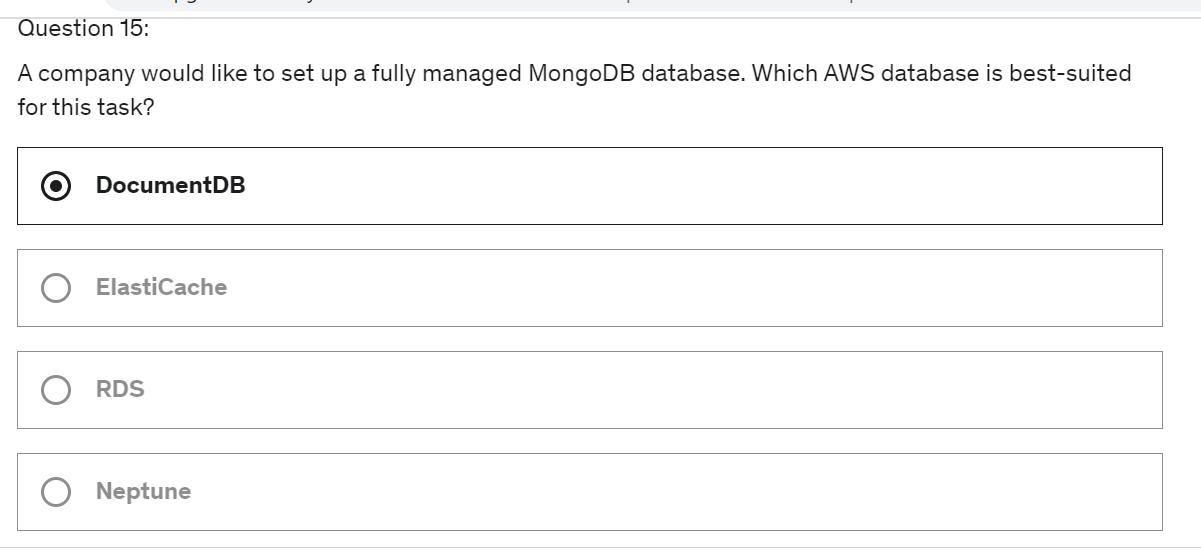 Question 15:
A company would like to set up a fully managed MongoDB database. Which AWS database is best-suited
for this task?
DocumentDB
ElastiCache
RDS
Neptune